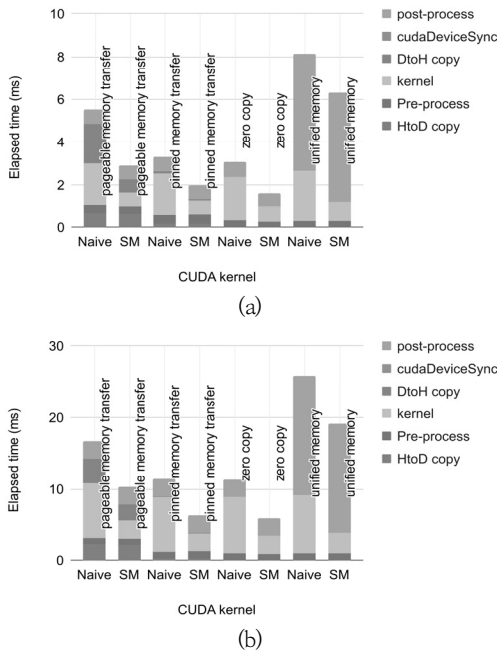 10
8
6
4
2
0
Elapsed time (ms)
pageable memory transfer
pageable memory transfer
pinned memory transfer
pinned memory transfer
zero copy
zero copy
unified memory
unified memory
Naive SM Naive SM Naive SM Naive SM
CUDA kernel
post-process
cudaDeviceSync
DtoH copy
kernel
Pre-process
HtoD copy
(a)
30
20
10
0
Elapsed time (ms)
pageable memory transfer
pageable memory transfer
pinned memory transfer
pinned memory transfer
zero copy
zero copy
unified memory
unified memory
Naive SM Naive SM Naive SM Naive SM
CUDA kernel
post-process
cudaDeviceSync
DtoH copy
kernel
Pre-process
HtoD copy
(b)